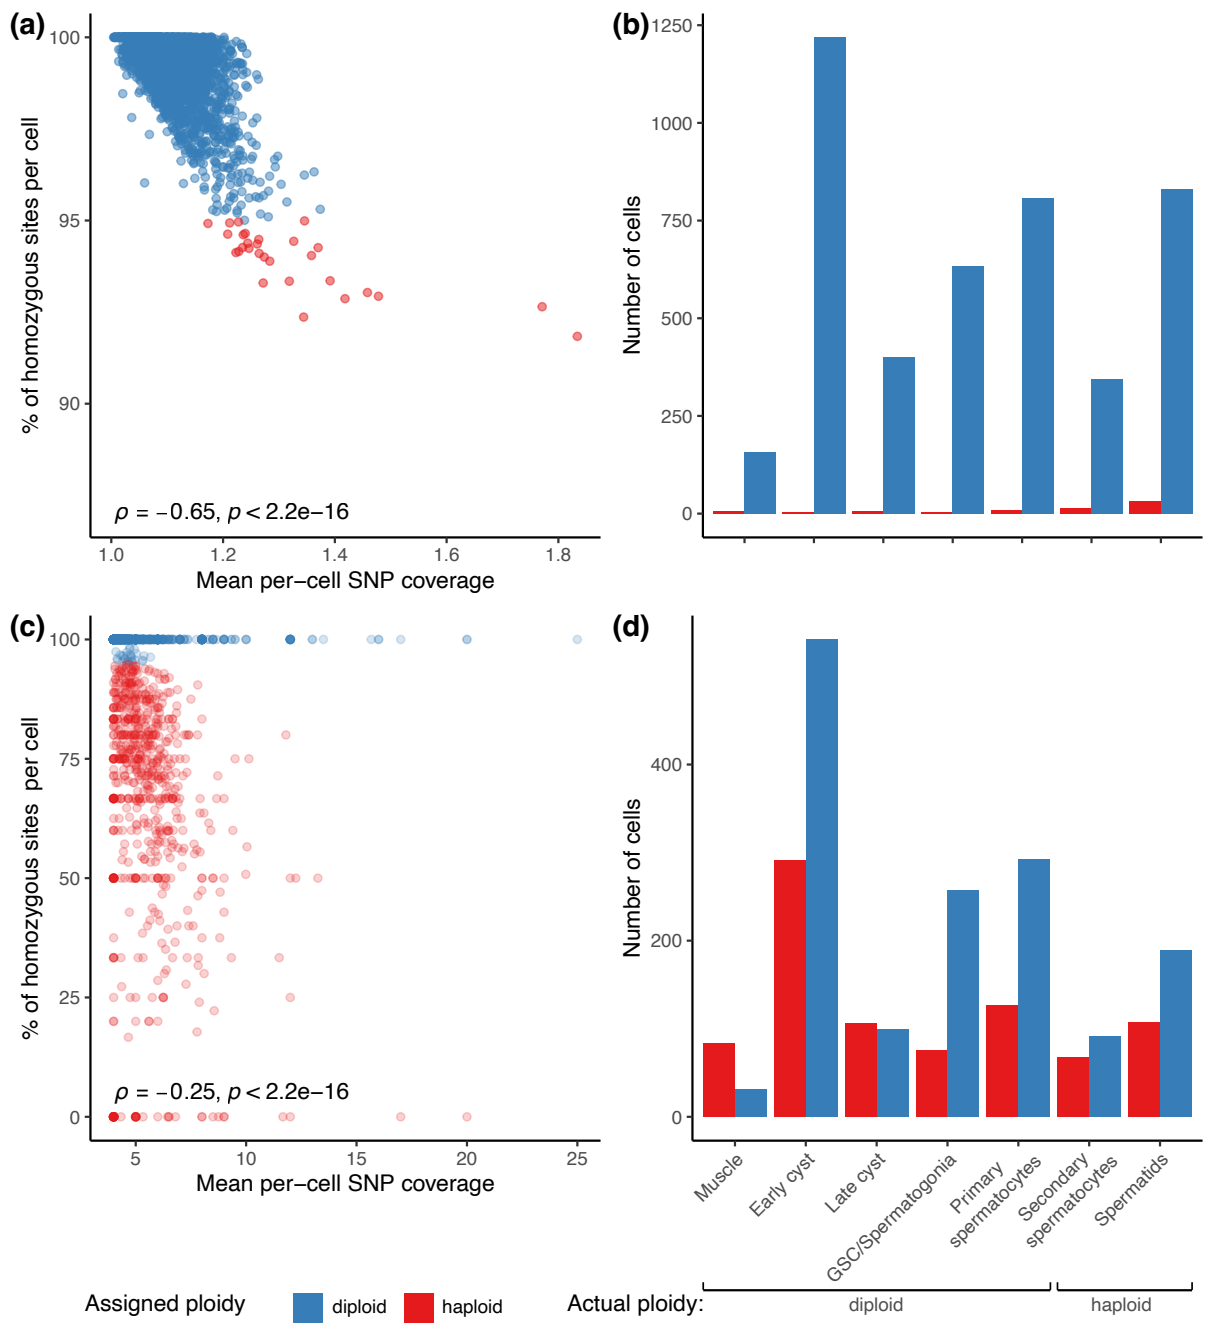 (a)
100
95
90
% of homozygous sites per cell
ρ = −0.65, p < 2.2e−16
1.0 1.2 1.4 1.6 1.8
Mean per−cell SNP coverage
(b)
1250
1000
750
500
250
0
Number of cells
(c)
100
75
50
25
0
% of homozygous sites per cell
ρ = −0.25, p < 2.2e−16
5 10 15 20 25
Mean per−cell SNP coverage
(d)
400
200
0
Number of cells
Muscle
Early cyst
Late cyst
GSC/Spermatogonia
Primary
spermatocytes
Secondary
spermatocytes
Spermatids
Assigned ploidy diploid haploid
Actual ploidy: diploid haploid